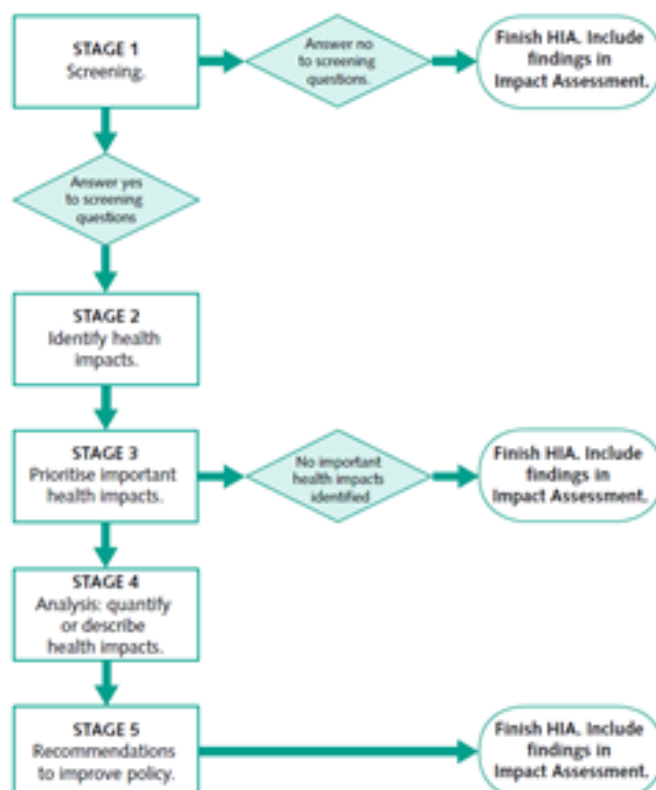 STAGE 1
Screening.
Answer no
to screening
questions.
Finish HIA. Include
findings in
Impact Assessment.
Answer yes
to screening
questions
STAGE 2
Identify health
impacts.
STAGE 3
Prioritise important
health impacts.
No important
health impacts
identified
Finish HIA. Include
findings in
Impact Assessment.
STAGE 4
Analysis: quantify
or describe
health impacts.
STAGE 5
Recommendations
to improve policy.
Finish HIA. Include
findings in
Impact Assessment.